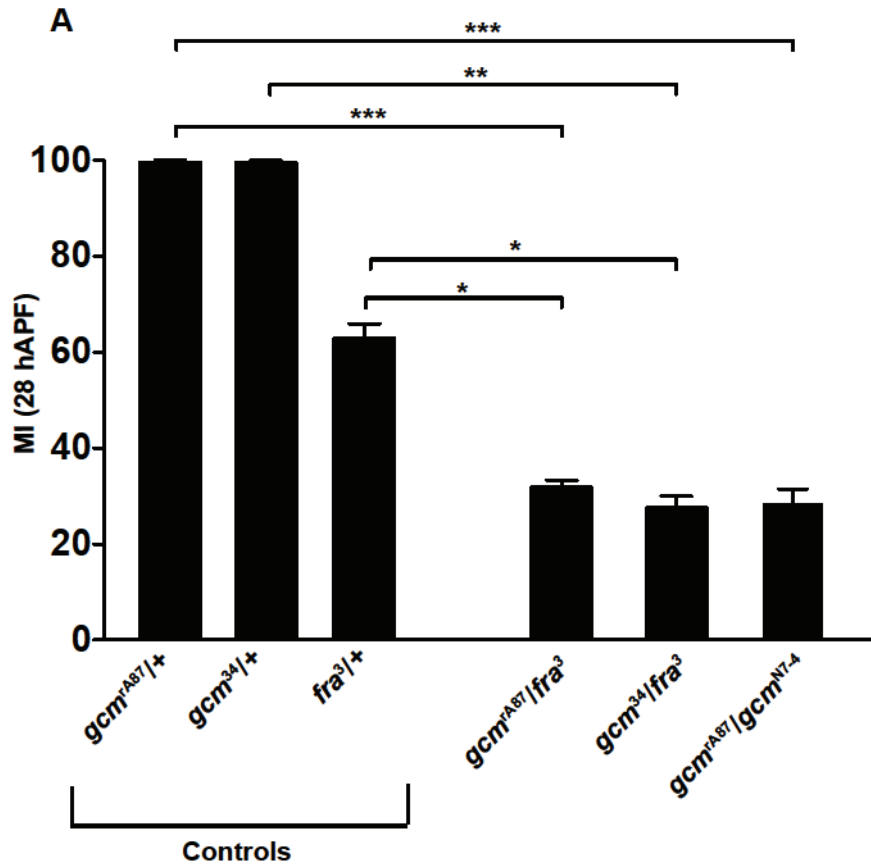 A
***
**
***
*
*
MI (28 hAPF)
100
80
60
40
20
0
gcm^rA87/+
gcm^34/+
fra^3/+
gcm^rA87/fra^3
gcm^34/fra^3
gcm^rA87/gcm^N7-4
Controls